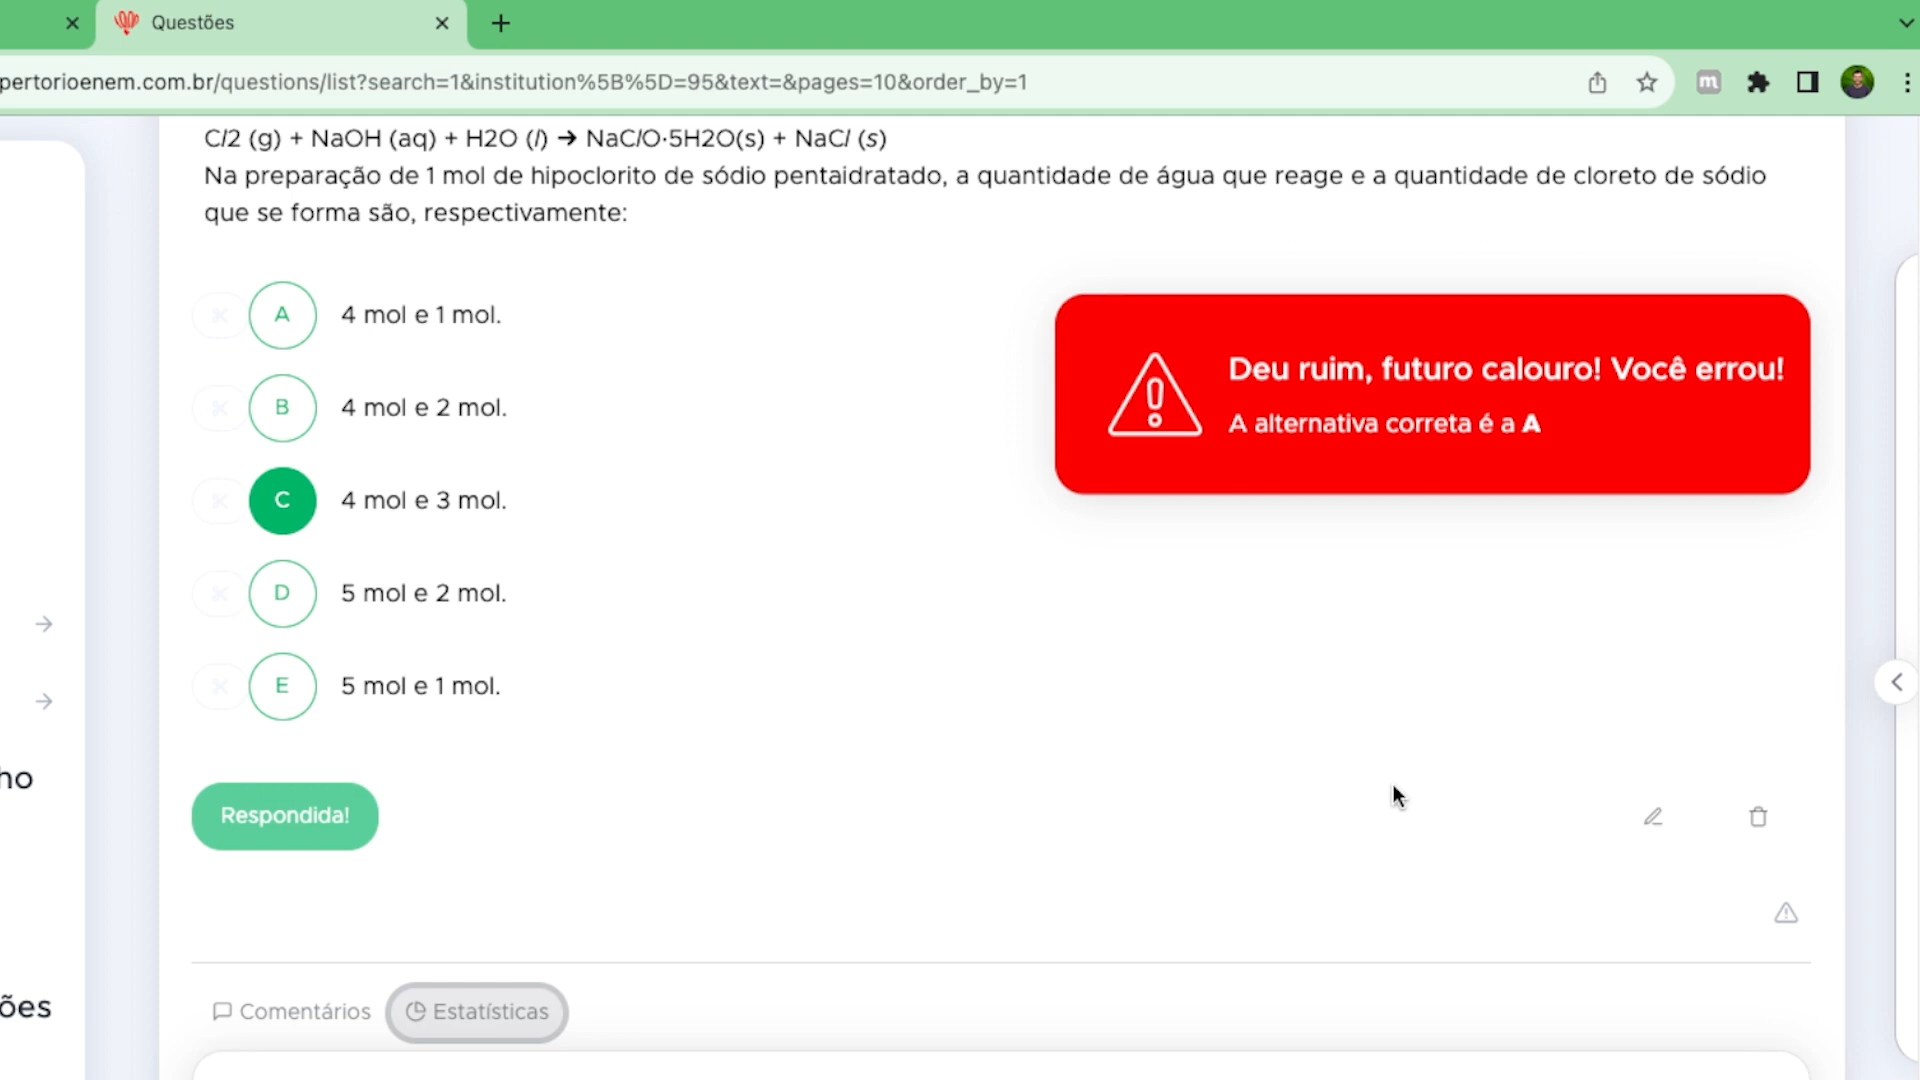 Questões
pertorioenem.com.br/questions/list?search=1&institution%5B%5D=95&text=&pages=10&order_by=1
m
Cl2 (g) + NaOH (aq) + H2O (l) → NaClO·5H2O(s) + NaCl (s)
Na preparação de 1 mol de hipoclorito de sódio pentaidratado, a quantidade de água que reage e a quantidade de cloreto de sódio
que se forma são, respectivamente:
A 4 mol e 1 mol.
Deu ruim, futuro calouro! Você errou!
A alternativa correta é a A
B 4 mol e 2 mol.
C 4 mol e 3 mol.
D 5 mol e 2 mol.
E 5 mol e 1 mol.
ho
Respondida!
ões
Comentários
Estatísticas